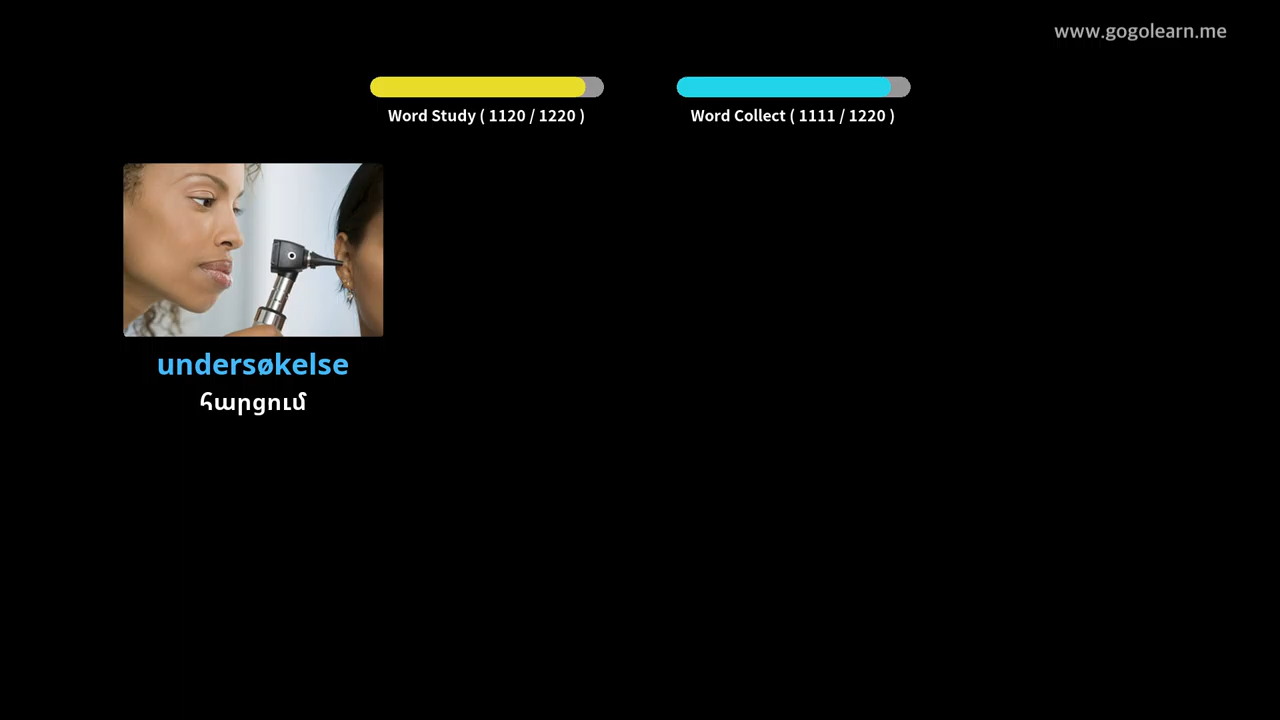 www.gogolearn.me
Word Study ( 1120 / 1220 )
Word Collect ( 1111 / 1220 )
undersøkelse
հարցում